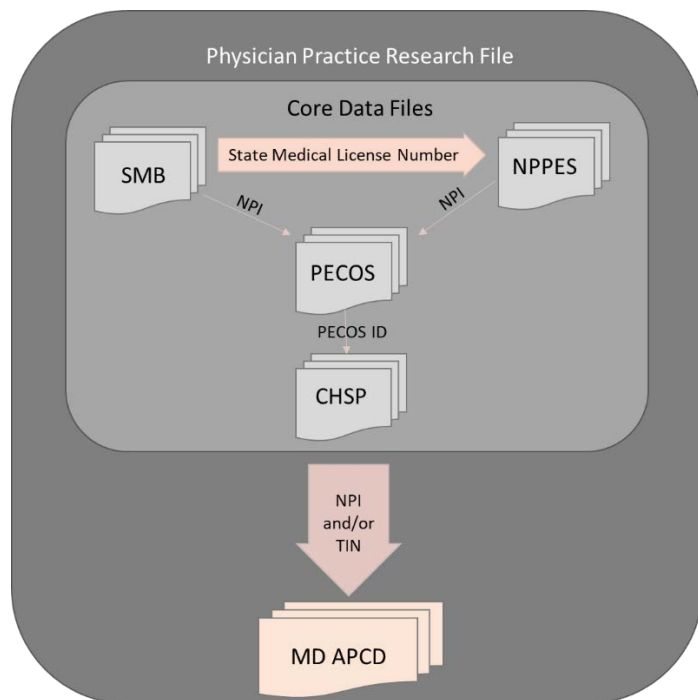 Physician Practice Research File
Core Data Files
SMB
State Medical License Number
NPPES
NPI
NPI
PECOS
PECOS ID
CHSP
NPI
and/or
TIN
MD APCD